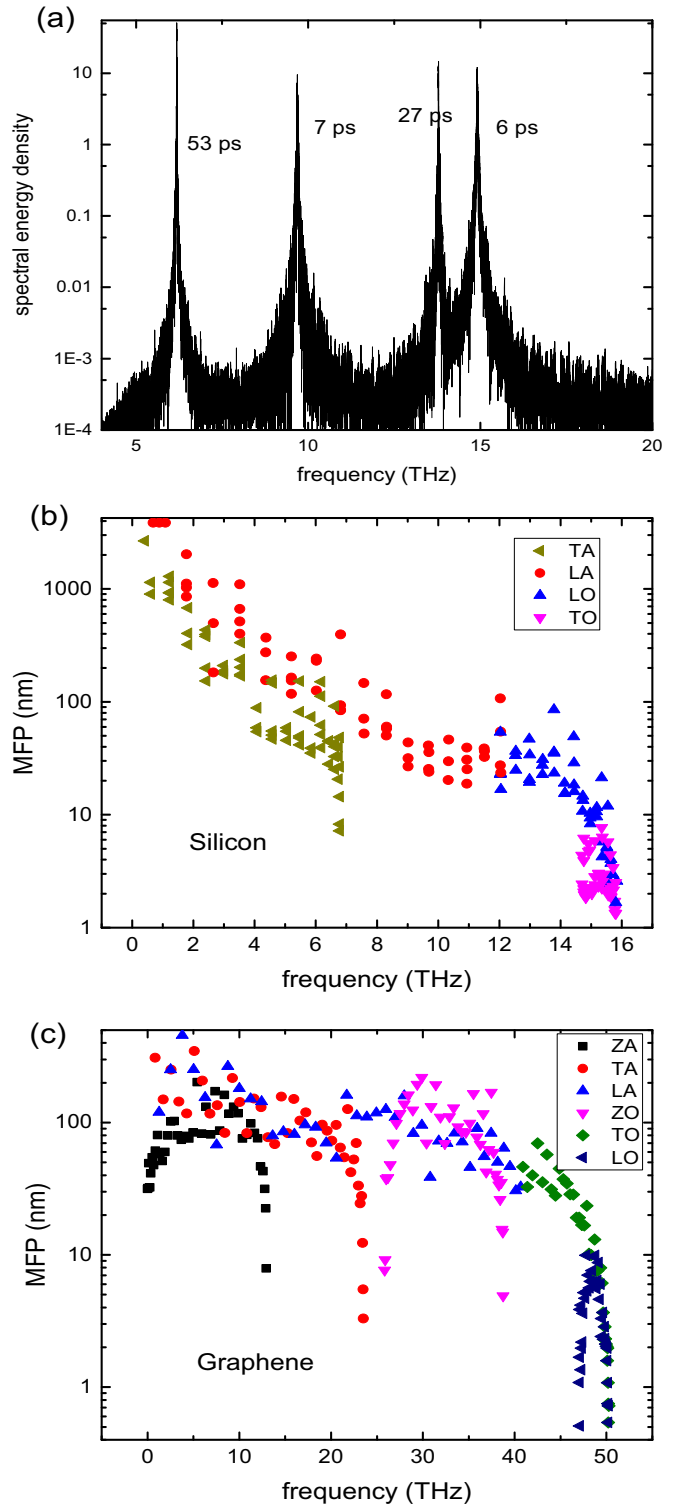 (a)
10
1
0.1
0.01
1E-3
1E-4
spectral energy density
53 ps
7 ps
27 ps
6 ps
5
10
15
20
frequency (THz)
(b)
1000
100
10
1
MFP (nm)
TA
LA
LO
TO
Silicon
0
2
4
6
8
10
12
14
16
frequency (THz)
(c)
100
10
1
MFP (nm)
ZA
TA
LA
ZO
TO
LO
Graphene
0
10
20
30
40
50
frequency (THz)